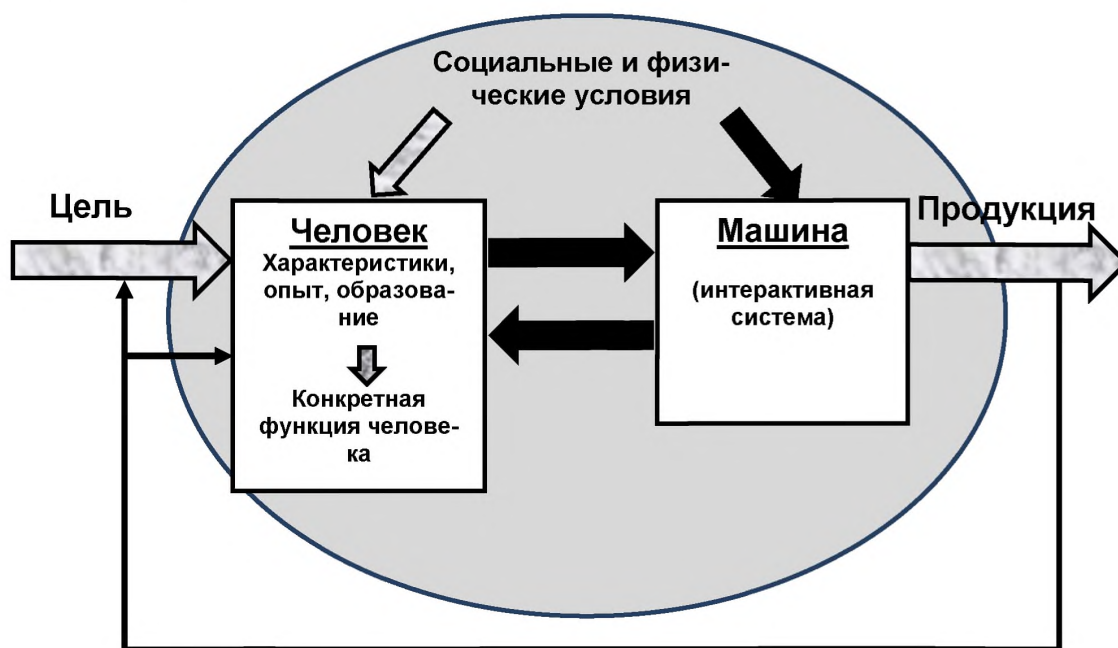 Социальные и физи-
ческие условия
Цель
Человек
Характеристики,
опыт, образова-
ние
Конкретная
функция челове-
ка
Машина
(интерактивная
система)
Продукция